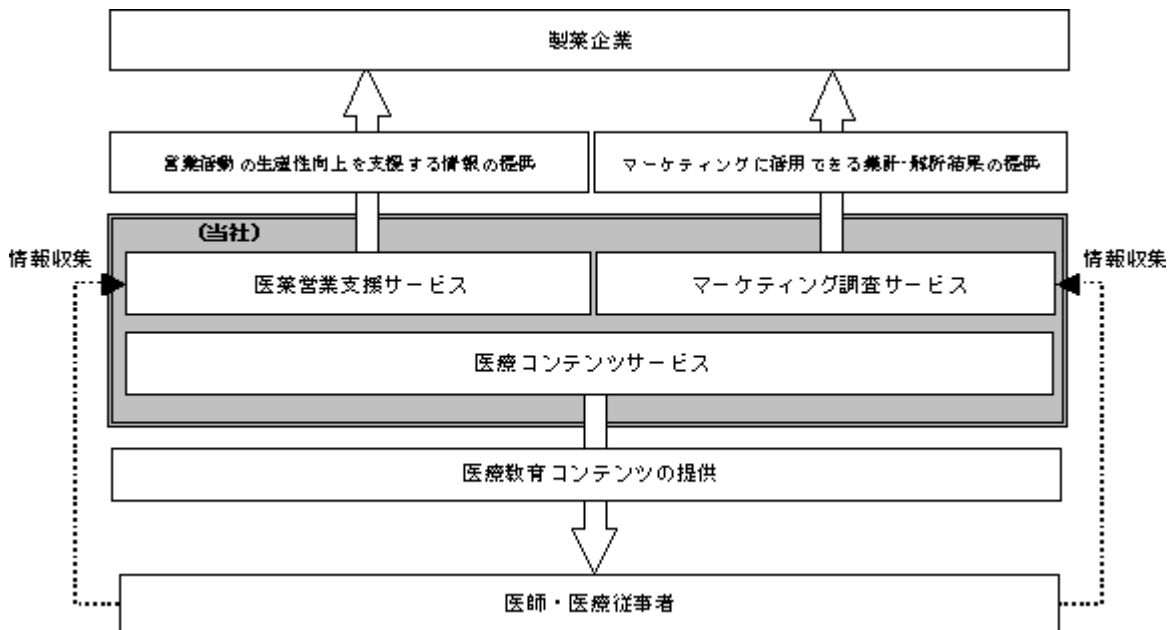 製薬企業
営業活動の生産性向上を支援する情報の提供
マーケティングに活用できる集計・解析結果の提供
(当社)
情報収集
情報収集
医薬営業支援サービス
マーケティング調査サービス
医療コンテンツサービス
医療教育コンテンツの提供
医師・医療従事者